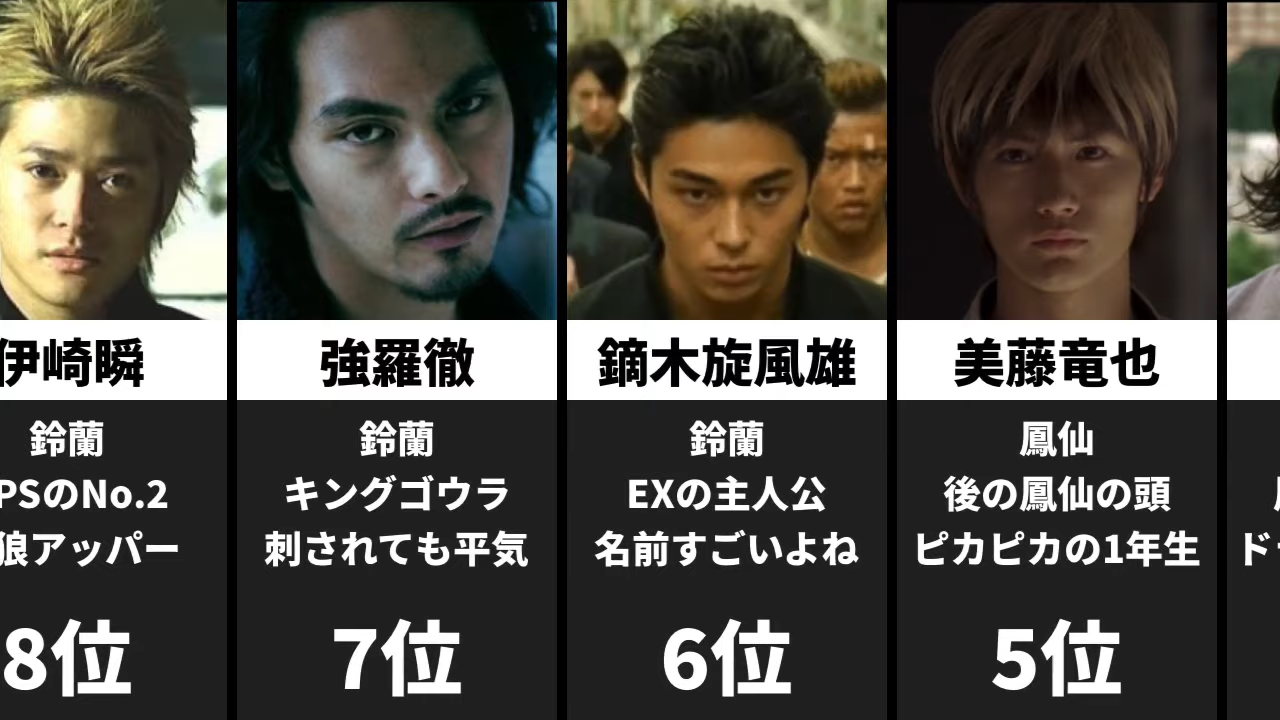 伊崎瞬
鈴蘭
PSのNo.2
狼アッパー
8位
強羅徹
鈴蘭
キングゴウラ
刺されても平気
7位
鏑木旋風雄
鈴蘭
EXの主人公
名前すごいよね
6位
美藤竜也
鳳仙
後の鳳仙の頭
ピカピカの1年生
5位